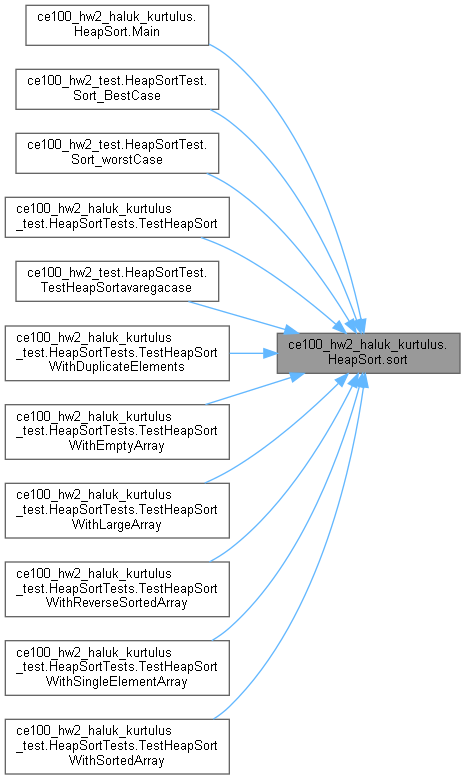 ce100_hw2_haluk_kurtulus.
HeapSort.Main
ce100_hw2_test.HeapSortTest.
Sort_BestCase
ce100_hw2_test.HeapSortTest.
Sort_worstCase
ce100_hw2_haluk_kurtulus
_test.HeapSortTests.TestHeapSort
ce100_hw2_test.HeapSortTest.
TestHeapSortavaregacase
ce100_hw2_haluk_kurtulus
_test.HeapSortTests.TestHeapSort
WithDuplicateElements
ce100_hw2_haluk_kurtulus.
HeapSort.sort
ce100_hw2_haluk_kurtulus
_test.HeapSortTests.TestHeapSort
WithEmptyArray
ce100_hw2_haluk_kurtulus
_test.HeapSortTests.TestHeapSort
WithLargeArray
ce100_hw2_haluk_kurtulus
_test.HeapSortTests.TestHeapSort
WithReverseSortedArray
ce100_hw2_haluk_kurtulus
_test.HeapSortTests.TestHeapSort
WithSingleElementArray
ce100_hw2_haluk_kurtulus
_test.HeapSortTests.TestHeapSort
WithSortedArray